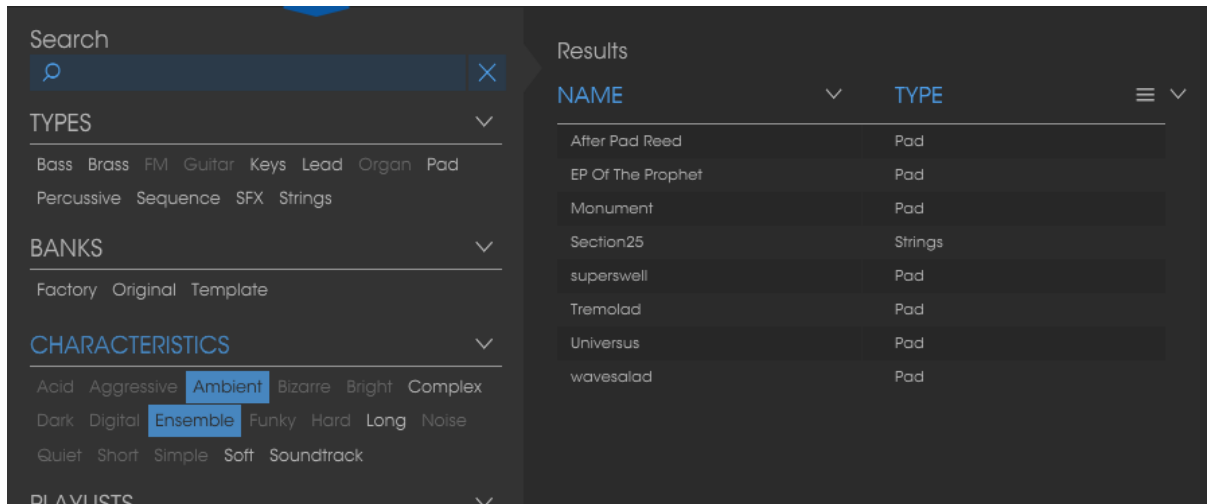 Search
TYPES
Bass Brass FM Guitar Keys Lead Organ Pad
Percussive Sequence SFX Strings
BANKS
Factory Original Template
CHARACTERISTICS
Acid Aggressive Ambient Bizarre Bright Complex
Dark Digital Ensemble Funky Hard Long Noise
Quiet Short Simple Soft Soundtrack
PLAYLISTS
Results
NAME TYPE
After Pad Reed Pad
EP Of The Prophet Pad
Monument Pad
Section25 Strings
superswell Pad
Tremolad Pad
Universus Pad
wavesalad Pad